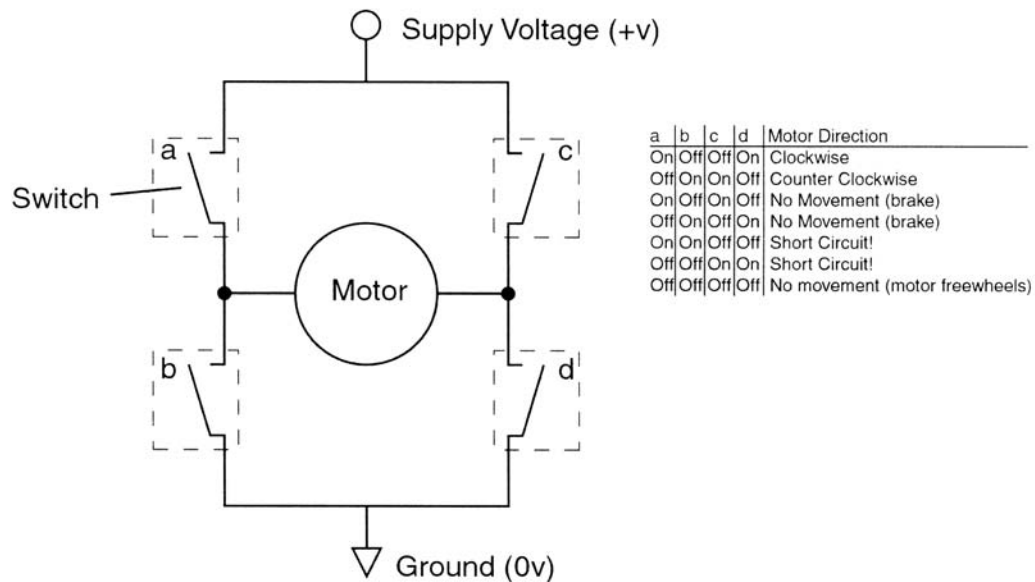 Supply Voltage (+v)
a
c
Switch
Motor
b
d
Ground (0v)
a b c d Motor Direction
On Off Off On Clockwise
Off On On Off Counter Clockwise
On Off On Off No Movement (brake)
Off On Off On No Movement (brake)
On On Off Off Short Circuit!
Off Off On On Short Circuit!
Off Off Off Off No movement (motor freewheels)